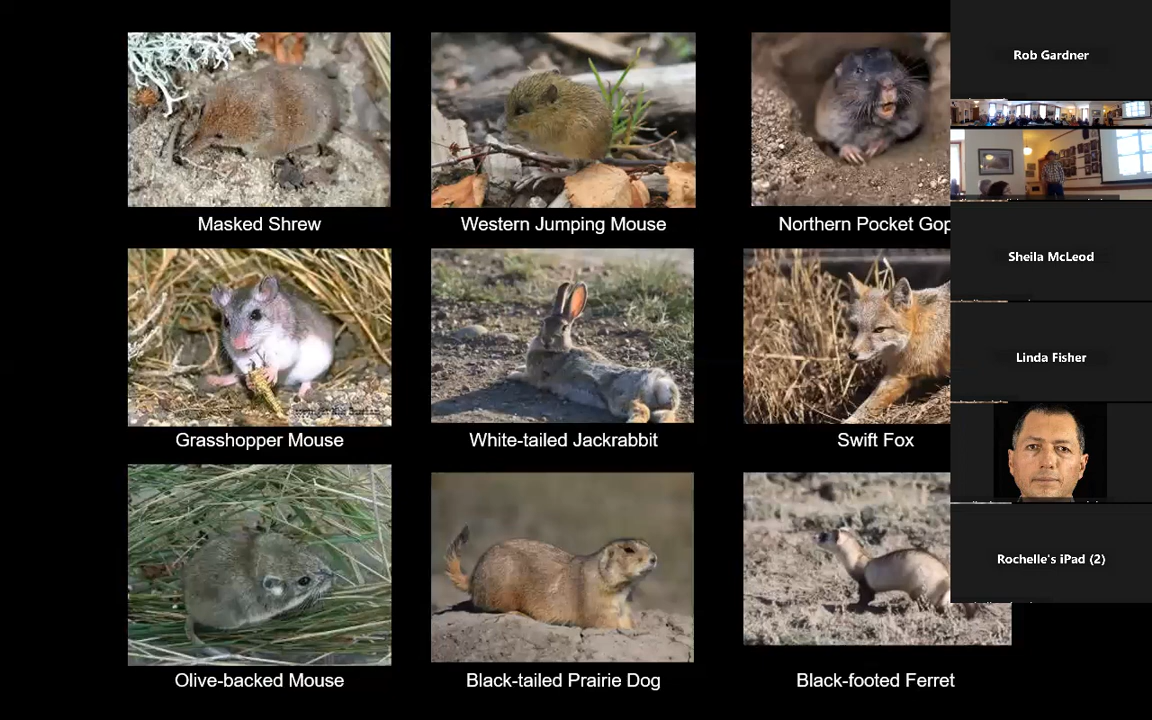 Masked Shrew
Western Jumping Mouse
Northern Pocket Gop
Grasshopper Mouse
White-tailed Jackrabbit
Swift Fox
Olive-backed Mouse
Black-tailed Prairie Dog
Black-footed Ferret
Rob Gardner
Sheila McLeod
Linda Fisher
Rochelle's iPad (2)